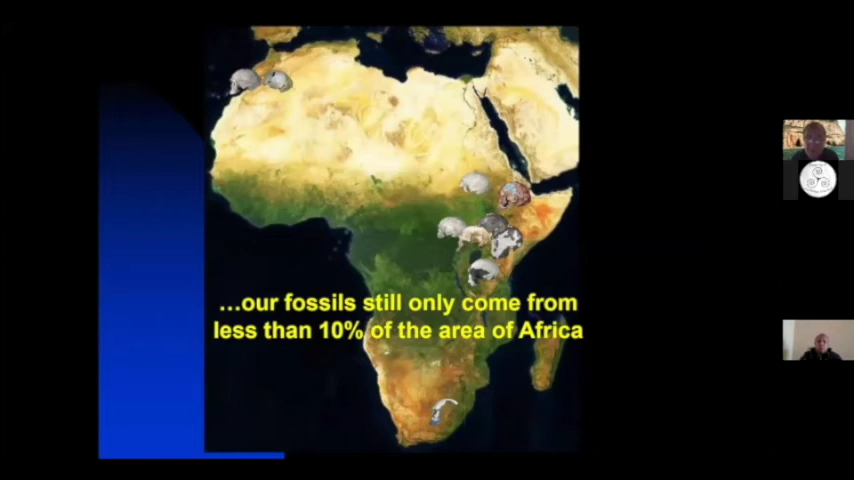 ...our fossils still only come from
less than 10% of the area of Africa